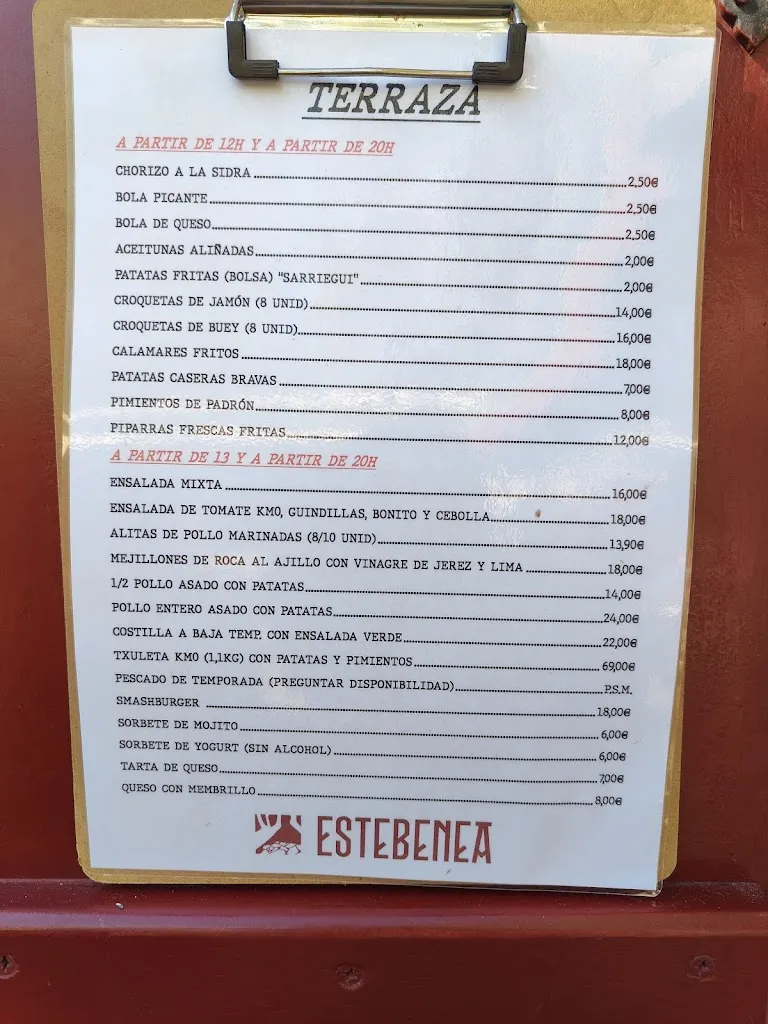 TERRAZA
A PARTIR DE 12H Y A PARTIR DE 20H
CHORIZO A LA SIDRA 2,50€
BOLA PICANTE 2,50€
BOLA DE QUESO 2,50€
ACEITUNAS ALIÑADAS 2,00€
PATATAS FRITAS (BOLSA) "SARRIEGUI" 2,00€
CROQUETAS DE JAMÓN (8 UNID) 14,00€
CROQUETAS DE BUEY (8 UNID) 16,00€
CALAMARES FRITOS 18,00€
PATATAS CASERAS BRAVAS 7,00€
PIMIENTOS DE PADRÓN 8,00€
PIPARRAS FRESCAS FRITAS 12,00€
A PARTIR DE 13 Y A PARTIR DE 20H
ENSALADA MIXTA 16,00€
ENSALADA DE TOMATE KM0, GUINDILLAS, BONITO Y CEBOLLA 18,00€
ALITAS DE POLLO MARINADAS (8/10 UNID) 13,90€
MEJILLONES DE ROCA AL AJILLO CON VINAGRE DE JEREZ Y LIMA 18,00€
1/2 POLLO ASADO CON PATATAS 14,00€
POLLO ENTERO ASADO CON PATATAS 24,00€
COSTILLA A BAJA TEMP. CON ENSALADA VERDE 22,00€
TXULETA KM0 (1,1KG) CON PATATAS Y PIMIENTOS 69,00€
PESCADO DE TEMPORADA (PREGUNTAR DISPONIBILIDAD) P.S.M.
SMASHBURGER 18,00€
SORBETE DE MOJITO 6,00€
SORBETE DE YOGURT (SIN ALCOHOL) 6,00€
TARTA DE QUESO 7,00€
QUESO CON MEMBRILLO 8,00€
ESTEBENEA